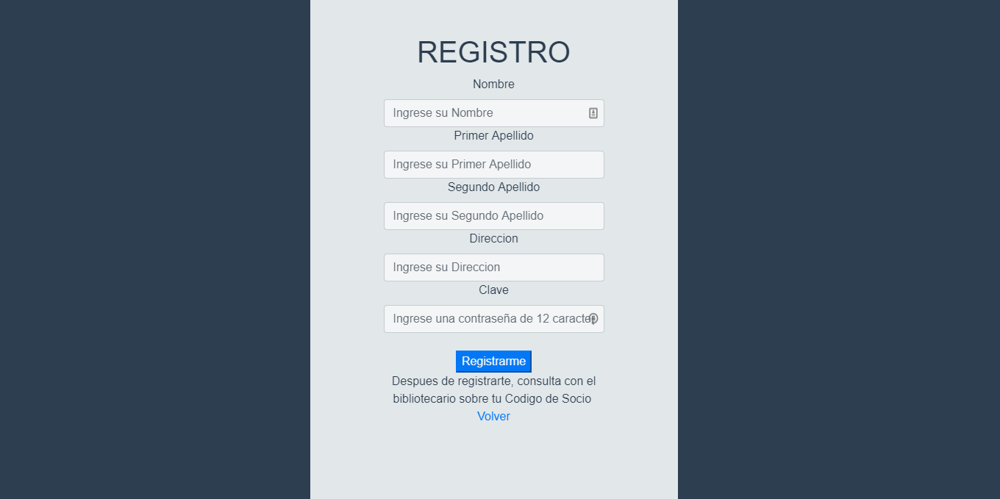 REGISTRO
Nombre
Ingrese su Nombre
Primer Apellido
Ingrese su Primer Apellido
Segundo Apellido
Ingrese su Segundo Apellido
Direccion
Ingrese su Direccion
Clave
Ingrese una contraseña de 12 caracte
Registrarme
Despues de registrarte, consulta con el
bibliotecario sobre tu Codigo de Socio
Volver